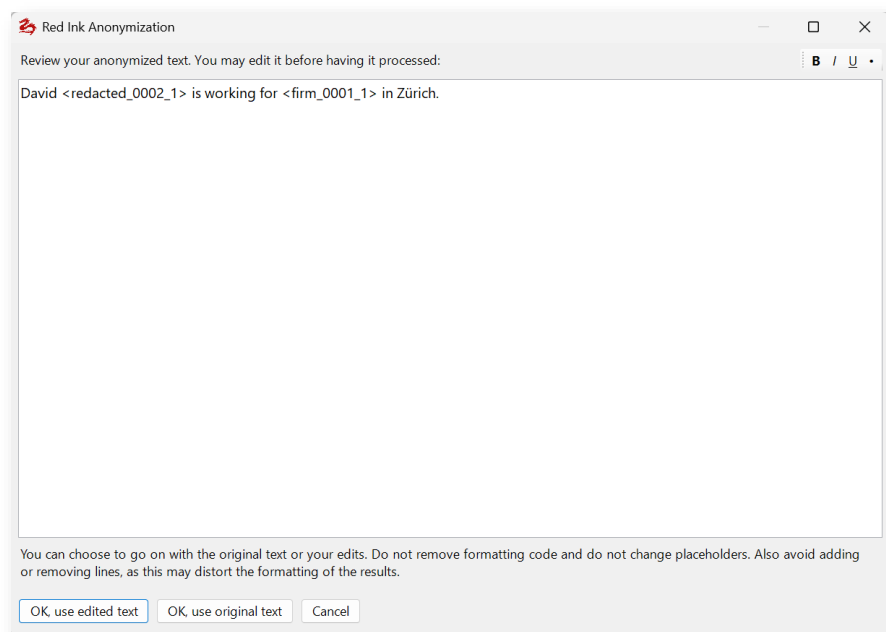 Red Ink Anonymization
Review your anonymized text. You may edit it before having it processed:
B I U
David <redacted_0002_1> is working for <firm_0001_1> in Zürich.
You can choose to go on with the original text or your edits. Do not remove formatting code and do not change placeholders. Also avoid adding
or removing lines, as this may distort the formatting of the results.
OK, use edited text OK, use original text Cancel